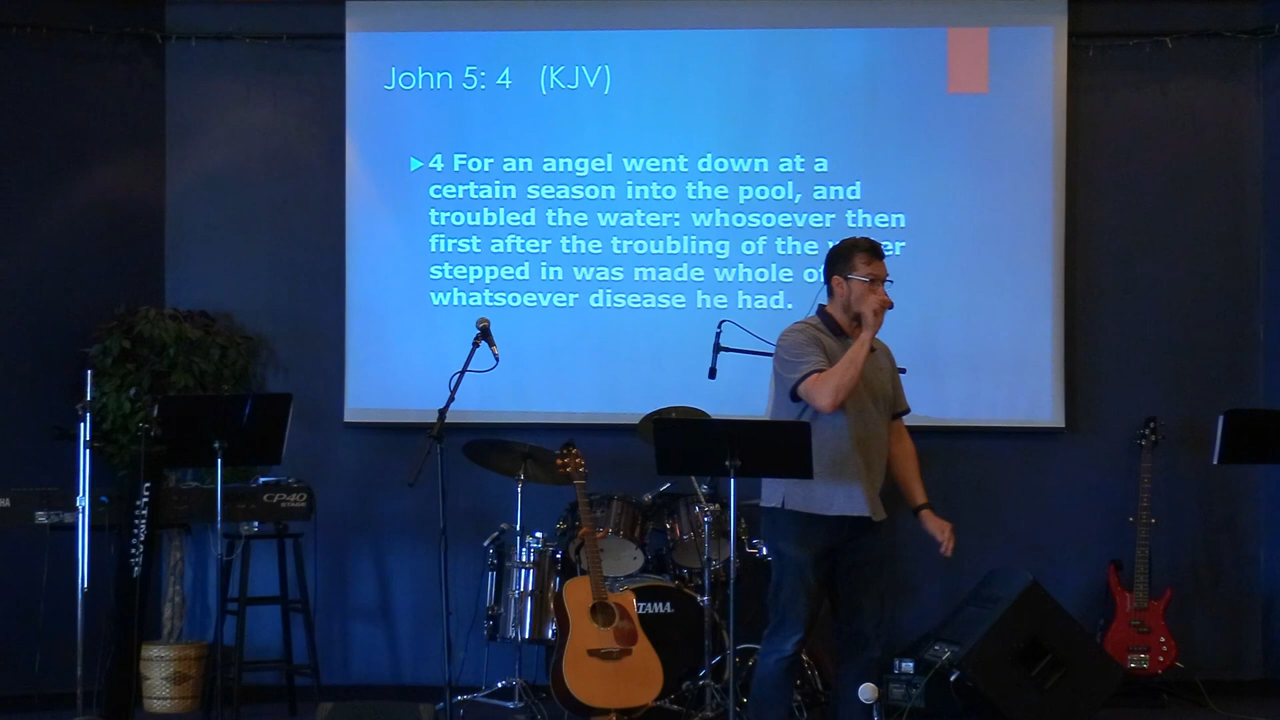 John 5: 4 (KJV)
4 For an angel went down at a
certain season into the pool, and
troubled the water: whosoever then
first after the troubling of the
stepped in was made whole of
whatsoever disease he had.
CP40
STAGE
TAMA.